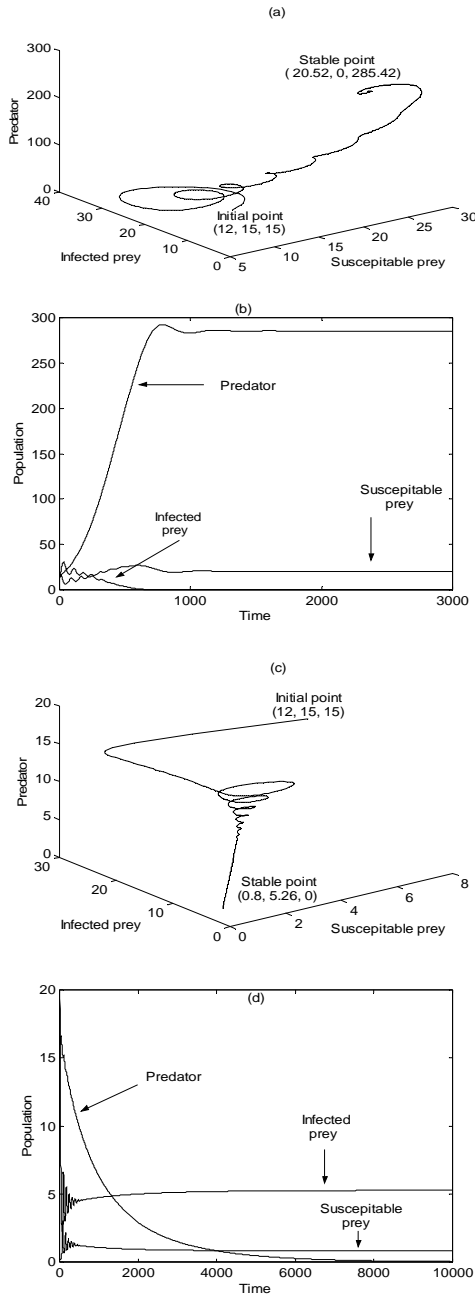 (a)
300
200
100
0
Predator
Stable point
( 20.52, 0, 285.42)
Initial point
(12, 15, 15)
40
30
20
10
0
Infected prey
5
10
15
20
25
30
Suscepitable prey
(b)
300
250
200
150
100
50
0
Population
Predator
Infected
prey
Suscepitable
prey
0
1000
2000
3000
Time
(c)
20
15
10
5
0
Predator
Initial point
(12, 15, 15)
Stable point
(0.8, 5.26, 0)
30
20
10
0
Infected prey
0
2
4
6
8
Suscepitable prey
(d)
20
15
10
5
0
Population
Predator
Infected
prey
Suscepitable
prey
0
2000
4000
6000
8000
10000
Time